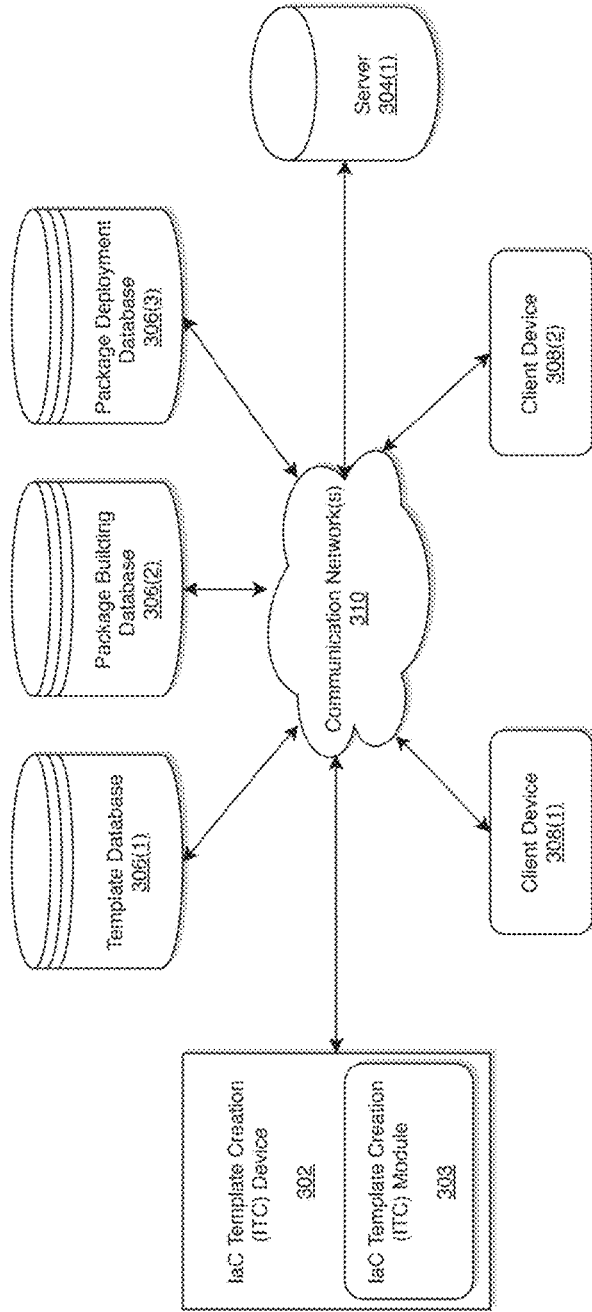 Template Database
306(1)
Package Building
Database
306(2)
Package Deployment
Database
306(3)
IaC Template Creation
(ITC) Device
302
IaC Template Creation
(ITC) Module
303
Communication Network(s)
310
Server
304(1)
Client Device
308(1)
Client Device
308(2)